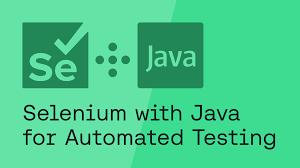 Se
Java
Selenium with Java
for Automated Testing